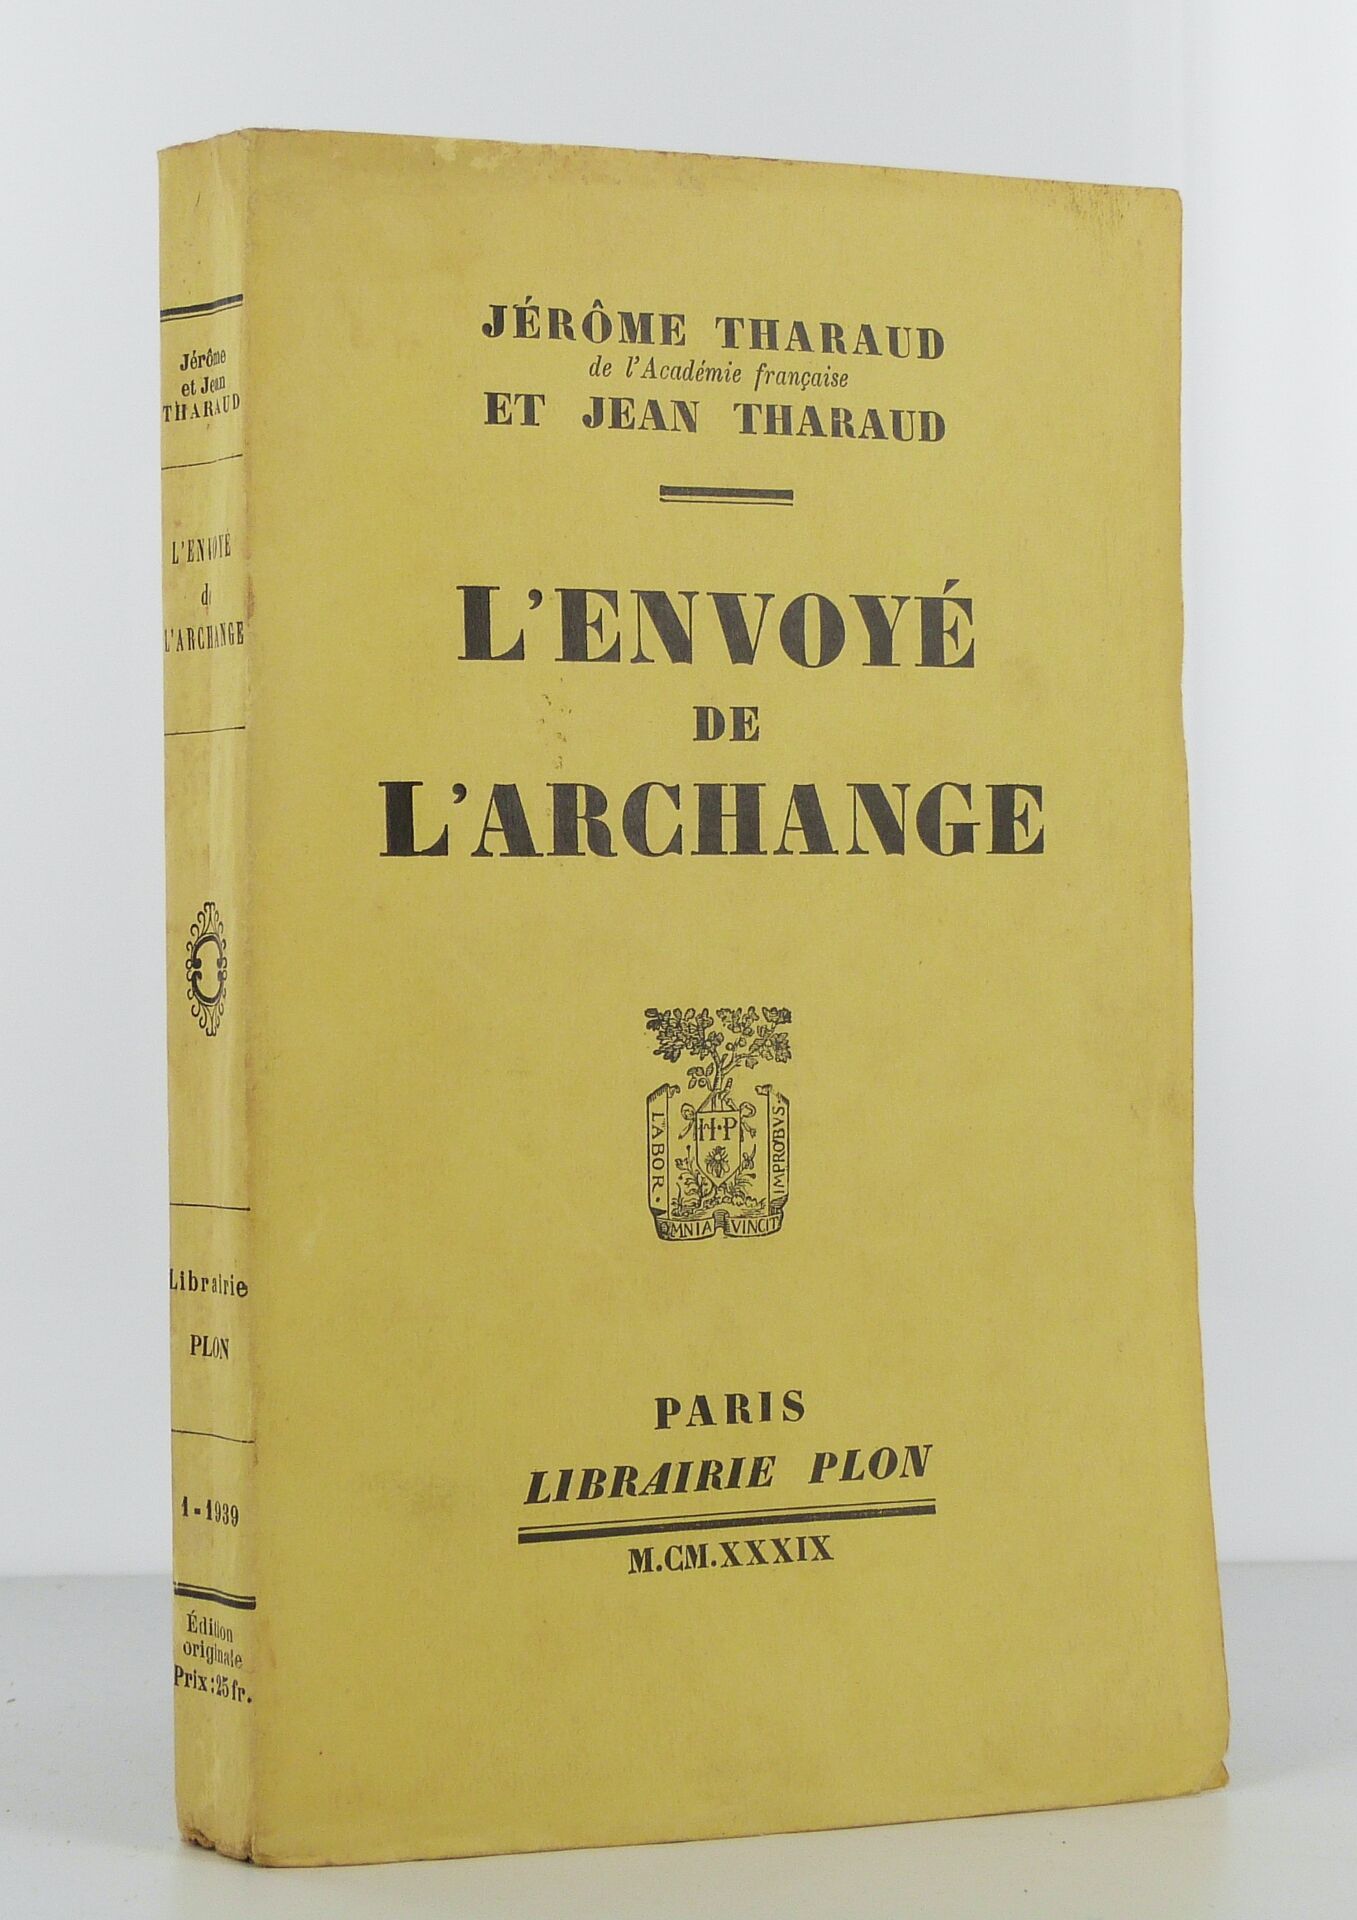 Jérôme
et Jean
THARAUD
L'ENVOYÉ
de
L'ARCHANGE
Librairie
PLON
1-1939
Édition
originale
Prix : 25 fr.
JÉRÔME THARAUD
de l'Académie française
ET JEAN THARAUD
L'ENVOYÉ
DE
L'ARCHANGE
H·P
LABOR·
IMPROBVS
OMNIA VINCIT
PARIS
LIBRAIRIE PLON
M.CM.XXXIX